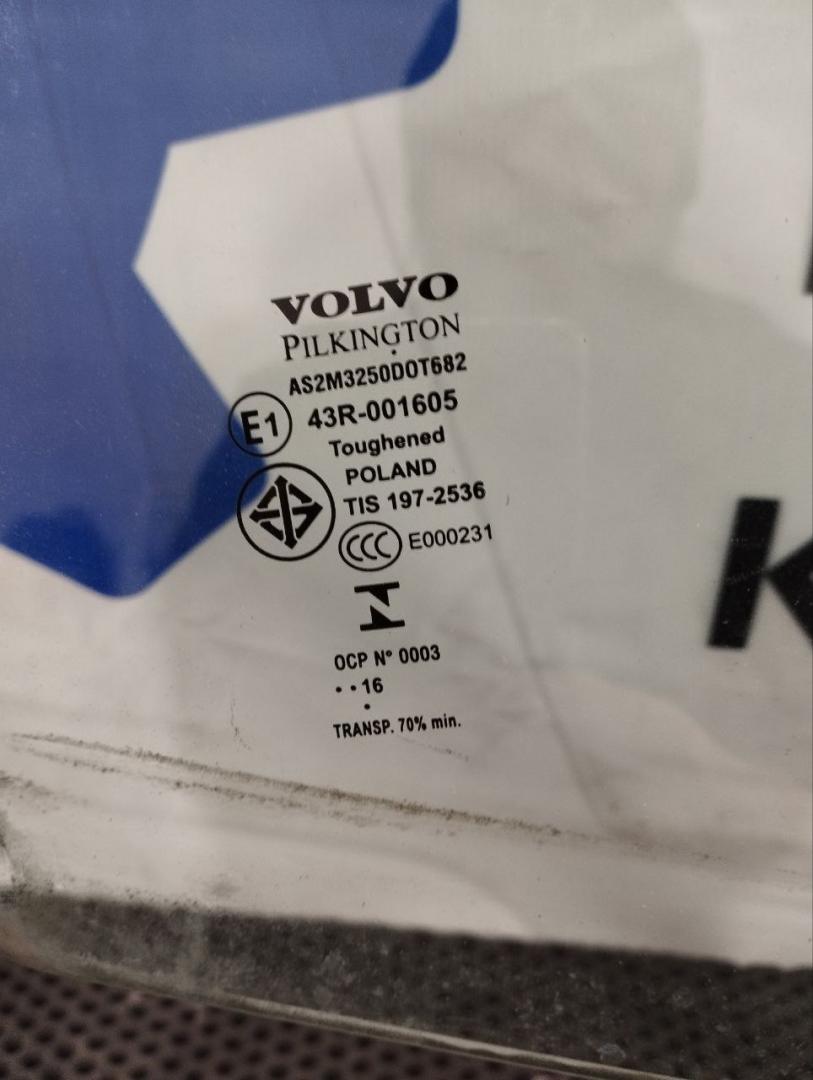 VOLVO
PILKINGTON
AS2M3250DOT682
E1 43R-001605
Toughened
POLAND
TIS 197-2536
CCC E000231
OCP N° 0003
··16
.
TRANSP. 70% min.
K